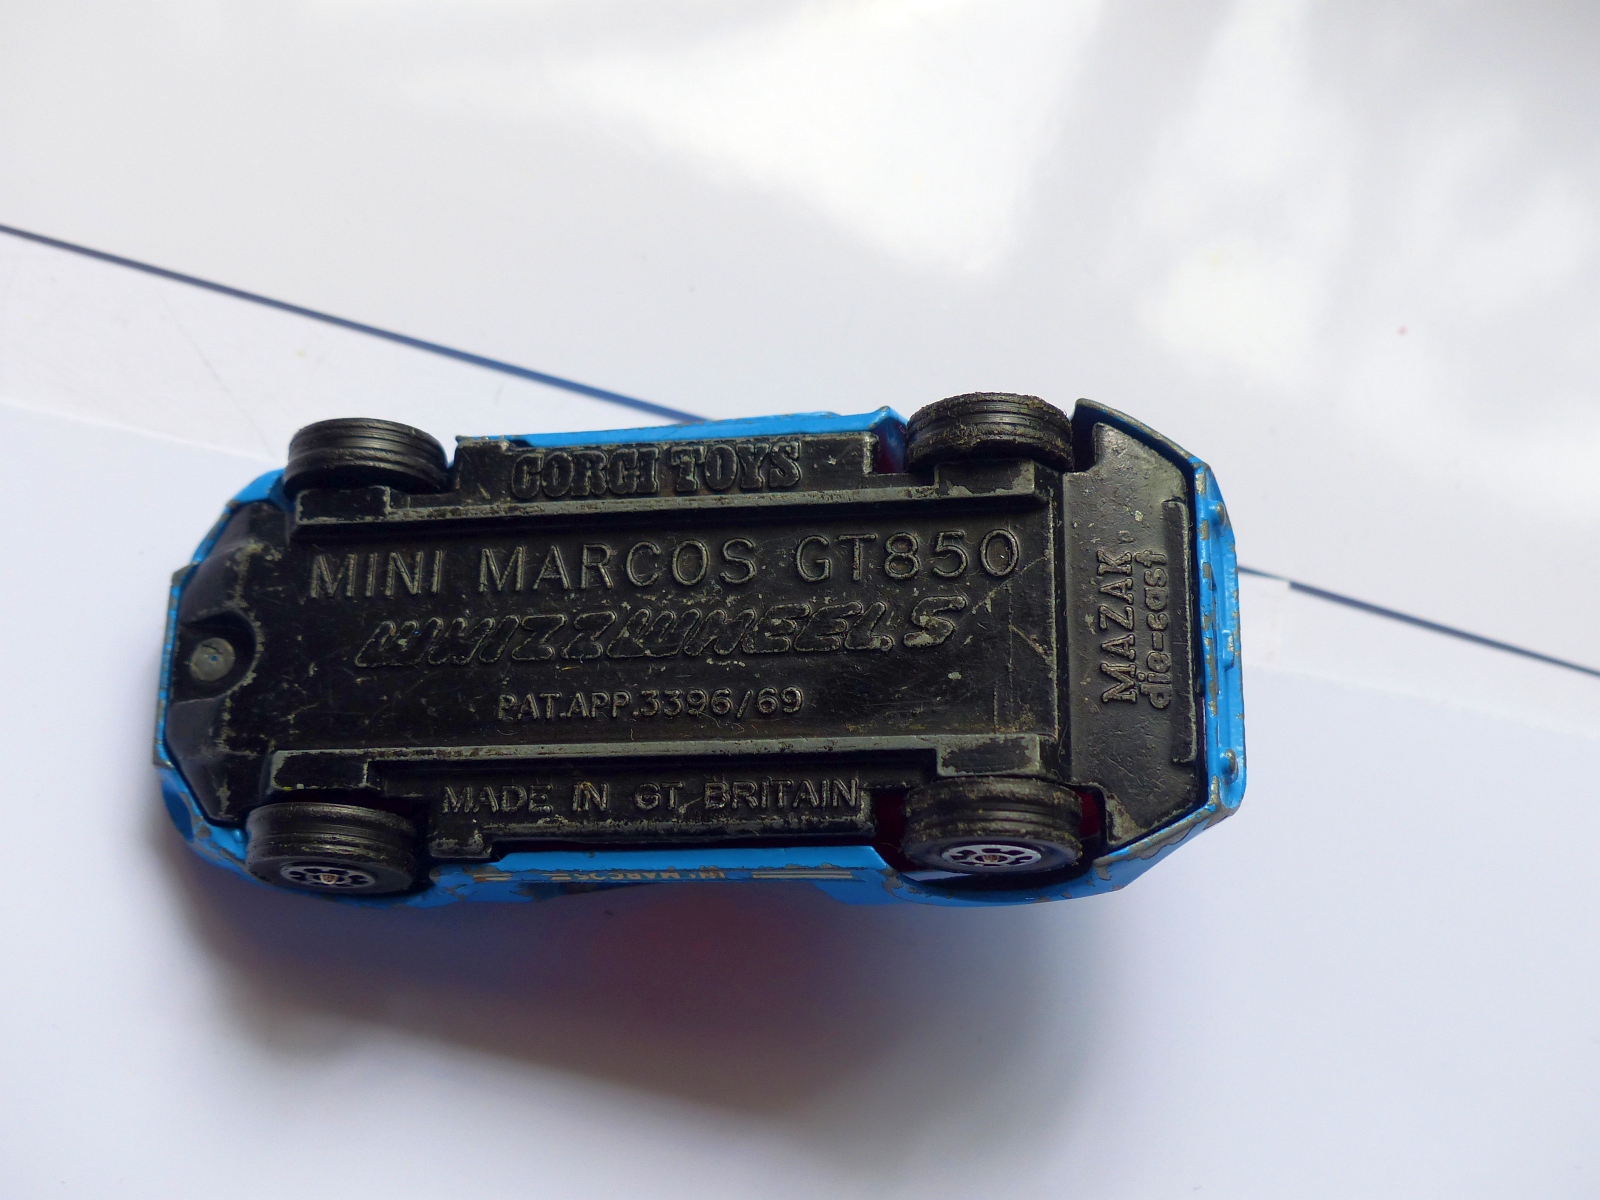 CORGI TOYS
MINI MARCOS GT850
WHIZZWHEELS
PAT.APP.3396/69
MADE IN GT BRITAIN
MAZAK
die-cast